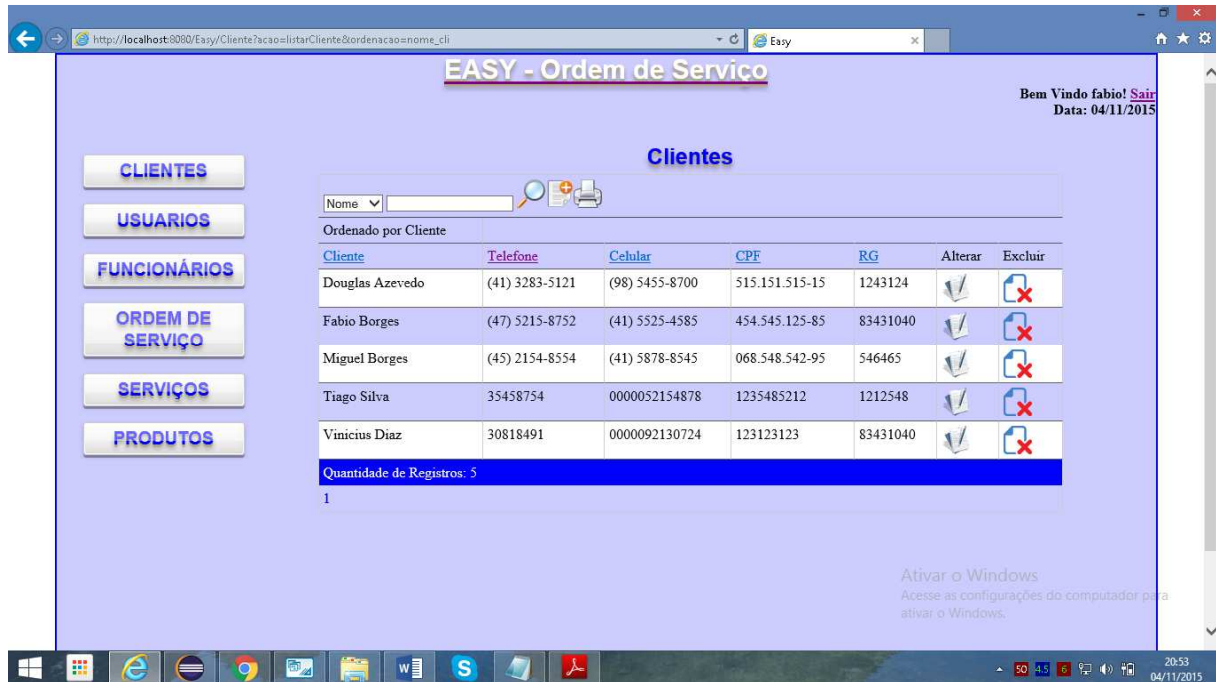 http://localhost:8080/Easy/Cliente?acao=listarCliente&ordenacao=nome_cli
Easy
EASY - Ordem de Serviço
Bem Vindo fabio! Sair
Data: 04/11/2015
CLIENTES
USUARIOS
FUNCIONÁRIOS
ORDEM DE
SERVIÇO
SERVIÇOS
PRODUTOS
Clientes
Nome
Ordenado por Cliente
Cliente Telefone Celular CPF RG Alterar Excluir
Douglas Azevedo (41) 3283-5121 (98) 5455-8700 515.151.515-15 1243124
Fabio Borges (47) 5215-8752 (41) 5525-4585 454.545.125-85 83431040
Miguel Borges (45) 2154-8554 (41) 5878-8545 068.548.542-95 546465
Tiago Silva 35458754 0000052154878 1235485212 1212548
Vinicius Diaz 30818491 0000092130724 123123123 83431040
Quantidade de Registros: 5
1
Ativar o Windows
Acesse as configurações do computador para
ativar o Windows.
50 4.5 6
20:53
04/11/2015